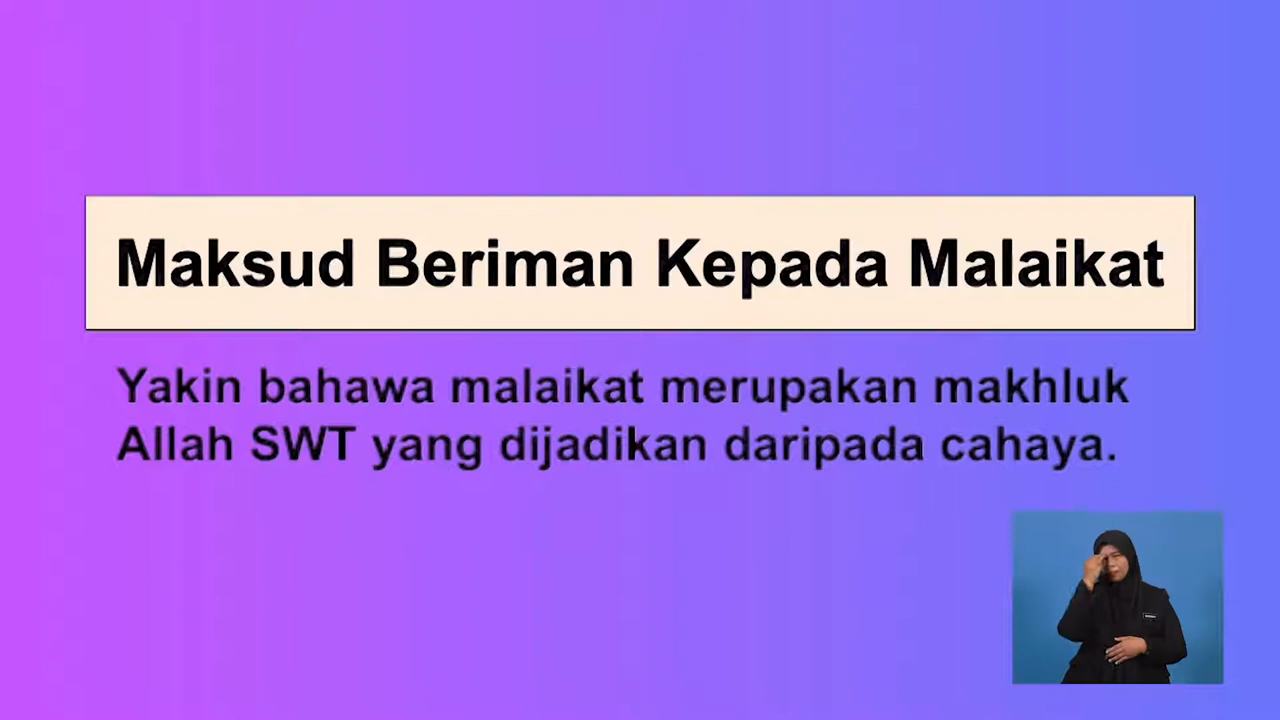 Maksud Beriman Kepada Malaikat
Yakin bahawa malaikat merupakan makhluk
Allah SWT yang dijadikan daripada cahaya.